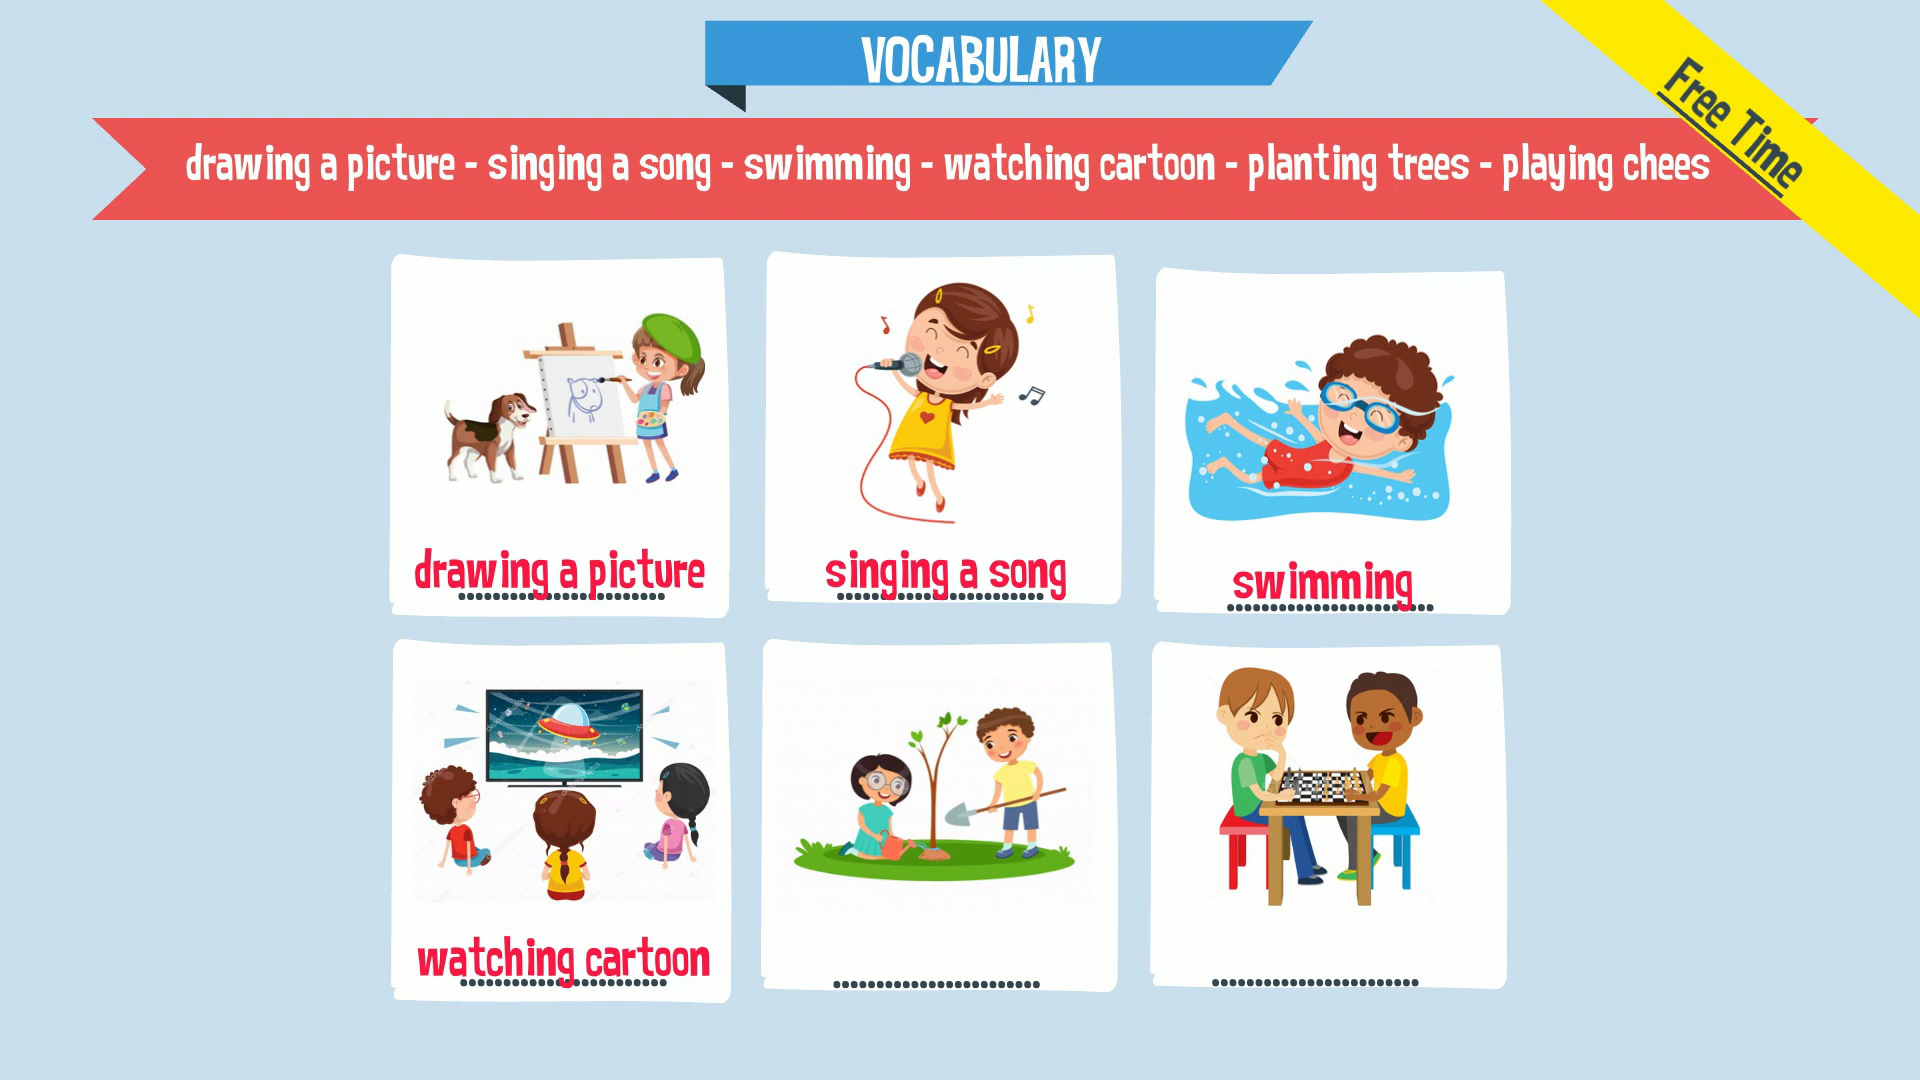 VOCABULARY
Free Time
drawing a picture - singing a song - swimming - watching cartoon - planting trees - playing chees
drawing a picture
singing a song
swimming
watching cartoon